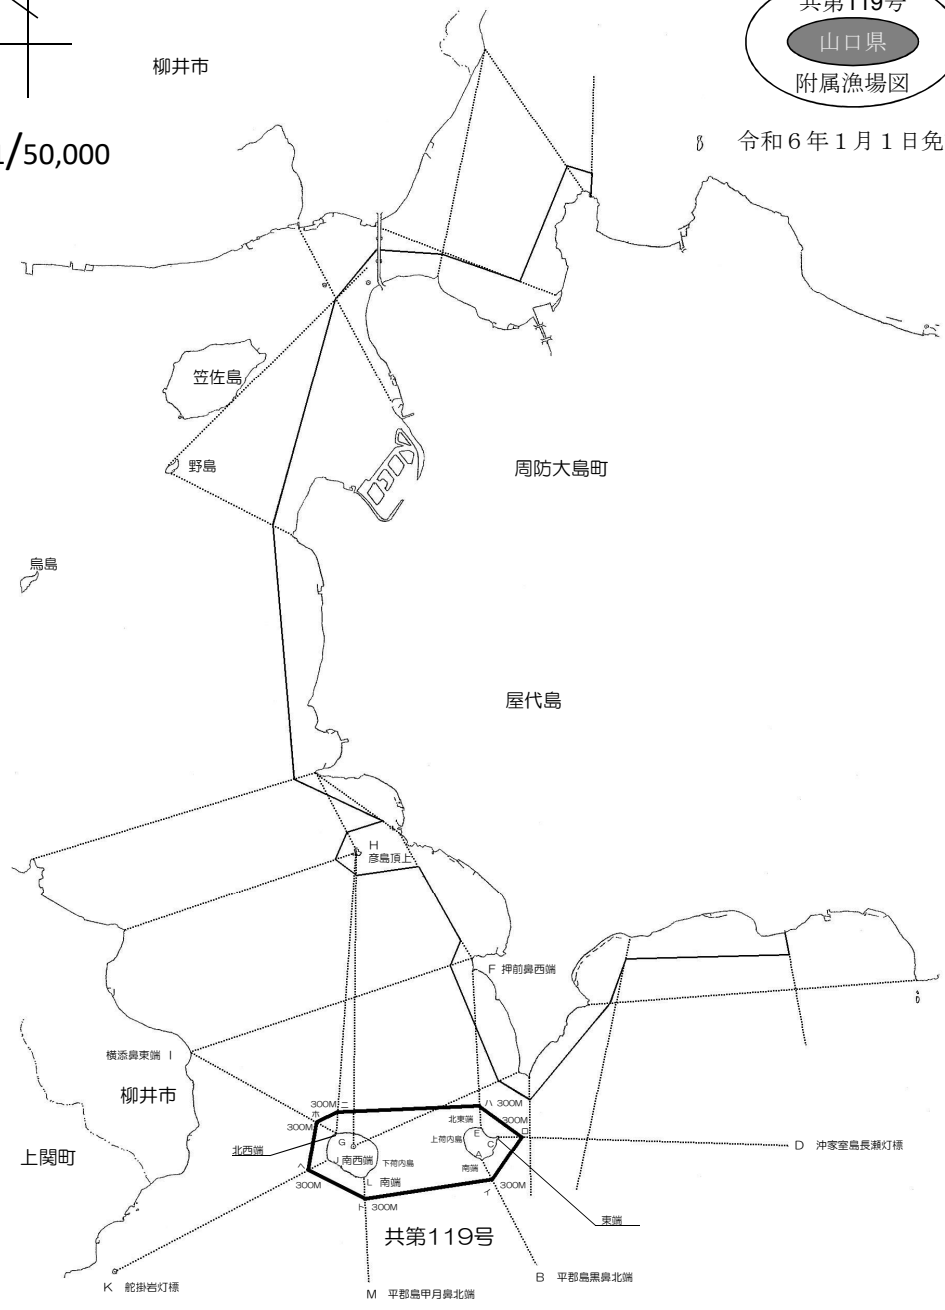 共第119号
山口県
附属漁場図
令和6年1月1日免
/50,000
柳井市
笠佐島
野島
周防大島町
烏島
屋代島
H
彦島頂上
F 押前鼻西端
横添鼻東端 I
柳井市
上関町
300M ニ
ホ
300M
ハ 300M
300M
ロ
北東端
上荷内島
E
C
A
南端
D 沖家室島長瀬灯標
北西端
G
J 南西端
下荷内島
ヘ
300M
L 南端
ト 300M
300M
イ
東端
共第119号
K 舵掛岩灯標
B 平郡島黒鼻北端
M 平郡島甲月鼻北端